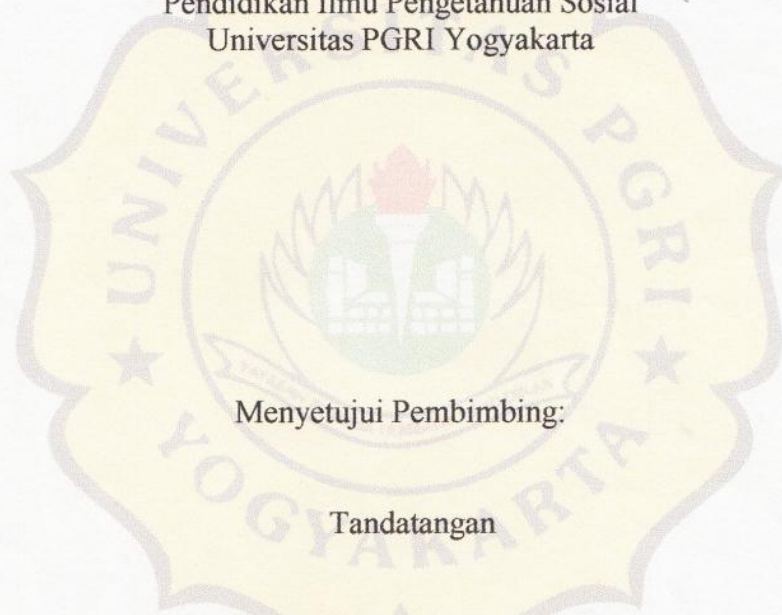 Pendidikan Ilmu Pengetahuan Sosial
Universitas PGRI Yogyakarta
UNIVERSITAS PGRI
Menyetujui Pembimbing:
YOGYAKARTA
Tandatangan